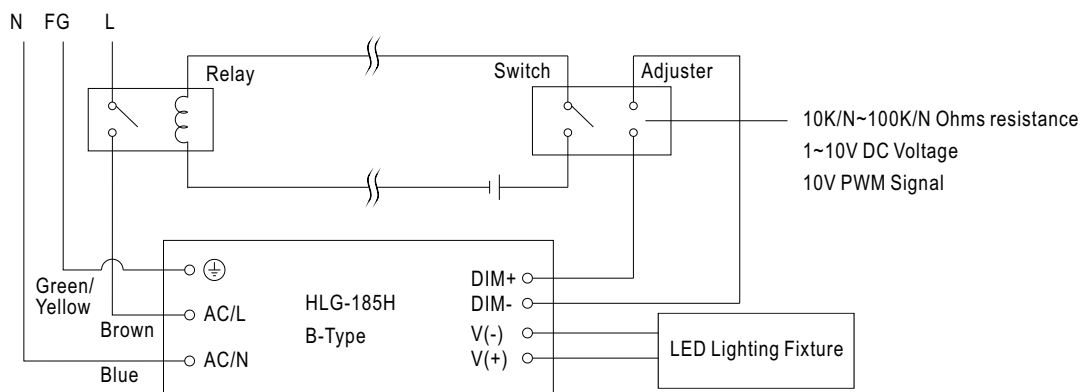 N FG L
Relay
Switch
Adjuster
10K/N~100K/N Ohms resistance
1~10V DC Voltage
10V PWM Signal
Green/
Yellow
Brown
Blue
AC/L
AC/N
HLG-185H
B-Type
DIM+
DIM-
V(-)
V(+)
LED Lighting Fixture